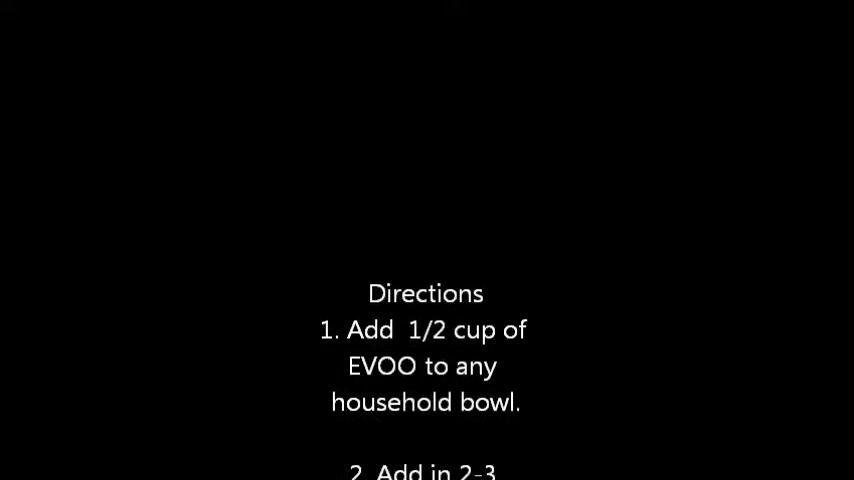 Directions
1. Add  1/2 cup of
EVOO to any
household bowl.
2. Add in 2-3